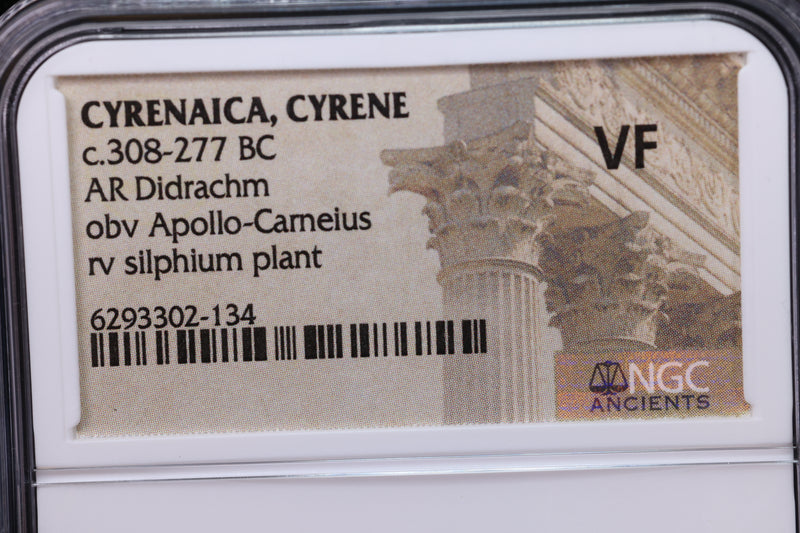 CYRENAICA, CYRENE
c.308-277 BC
AR Didrachm
obv Apollo-Carneius
rv silphium plant
6293302-134
VF
NGC
ANCIENTS